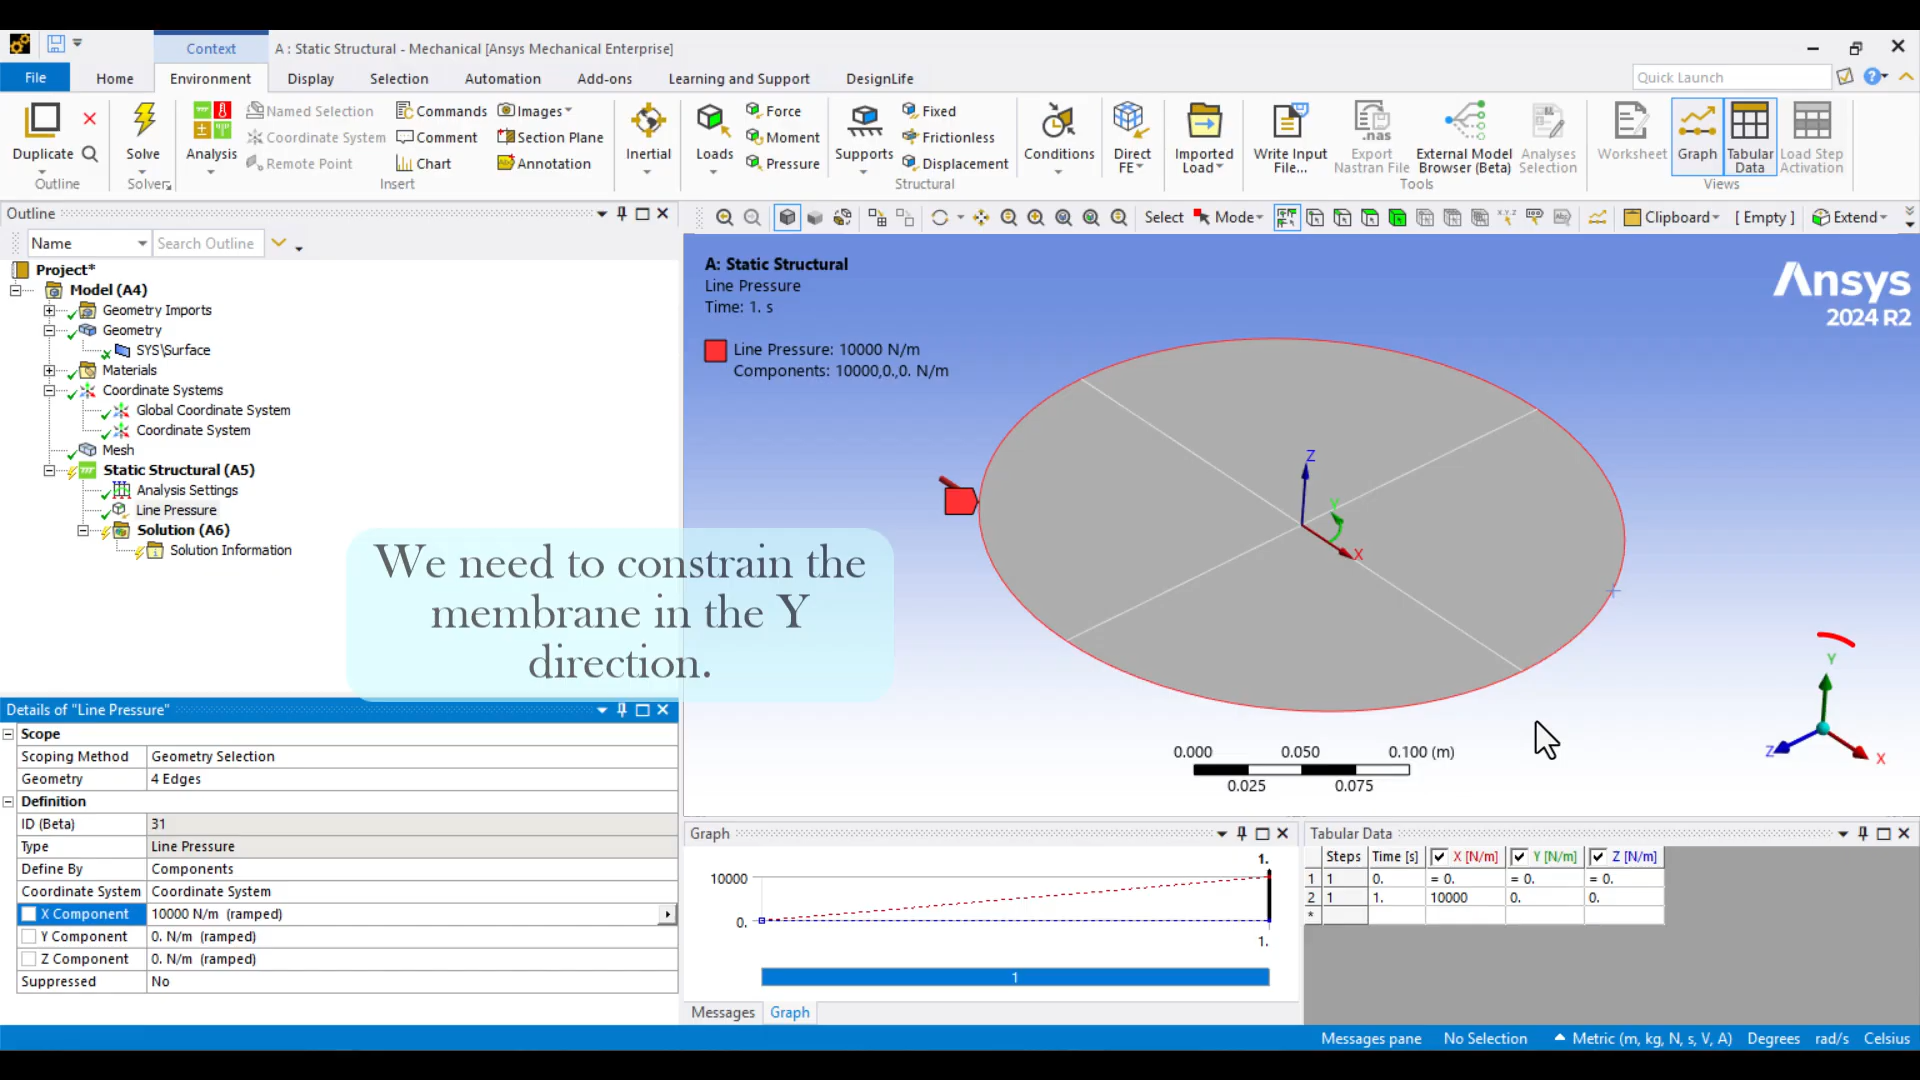 Context
A : Static Structural - Mechanical [Ansys Mechanical Enterprise]
File
Home
Environment
Display
Selection
Automation
Add-ons
Learning and Support
DesignLife
Quick Launch
Duplicate
Outline
Solve
Solver
Analysis
Named Selection
Coordinate System
Remote Point
Commands
Comment
Chart
Images
Section Plane
Annotation
Insert
Inertial
Loads
Force
Moment
Pressure
Supports
Fixed
Frictionless
Displacement
Structural
Conditions
Direct
FE
Imported
Load
Write Input
File...
Export
Nastran File
External Model
Browser (Beta)
Analyses
Selection
Tools
Worksheet
Graph
Tabular
Data
Load Step
Activation
Views
Outline
Name
Search Outline
Select
Mode
Clipboard
[ Empty ]
Extend
Project*
Model (A4)
Geometry Imports
Geometry
SYS\Surface
Materials
Coordinate Systems
Global Coordinate System
Coordinate System
Mesh
Static Structural (A5)
Analysis Settings
Line Pressure
Solution (A6)
Solution Information
A: Static Structural
Line Pressure
Time: 1. s
Line Pressure: 10000 N/m
Components: 10000,0.,0. N/m
Ansys
2024 R2
Z
Y
X
Y
Z
X
We need to constrain the
membrane in the Y
direction.
0.000 0.050 0.100 (m)
0.025 0.075
Details of "Line Pressure"
Scope
Scoping Method Geometry Selection
Geometry 4 Edges
Definition
ID (Beta) 31
Type Line Pressure
Define By Components
Coordinate System Coordinate System
X Component 10000 N/m (ramped)
Y Component 0. N/m (ramped)
Z Component 0. N/m (ramped)
Suppressed No
Graph
1.
10000
0.
1.
1
Messages
Graph
Tabular Data
Steps Time [s] X [N/m] Y [N/m] Z [N/m]
1 1 0. = 0. = 0. = 0.
2 1 1. 10000 0. 0.
*
Messages pane
No Selection
Metric (m, kg, N, s, V, A)
Degrees
rad/s
Celsius